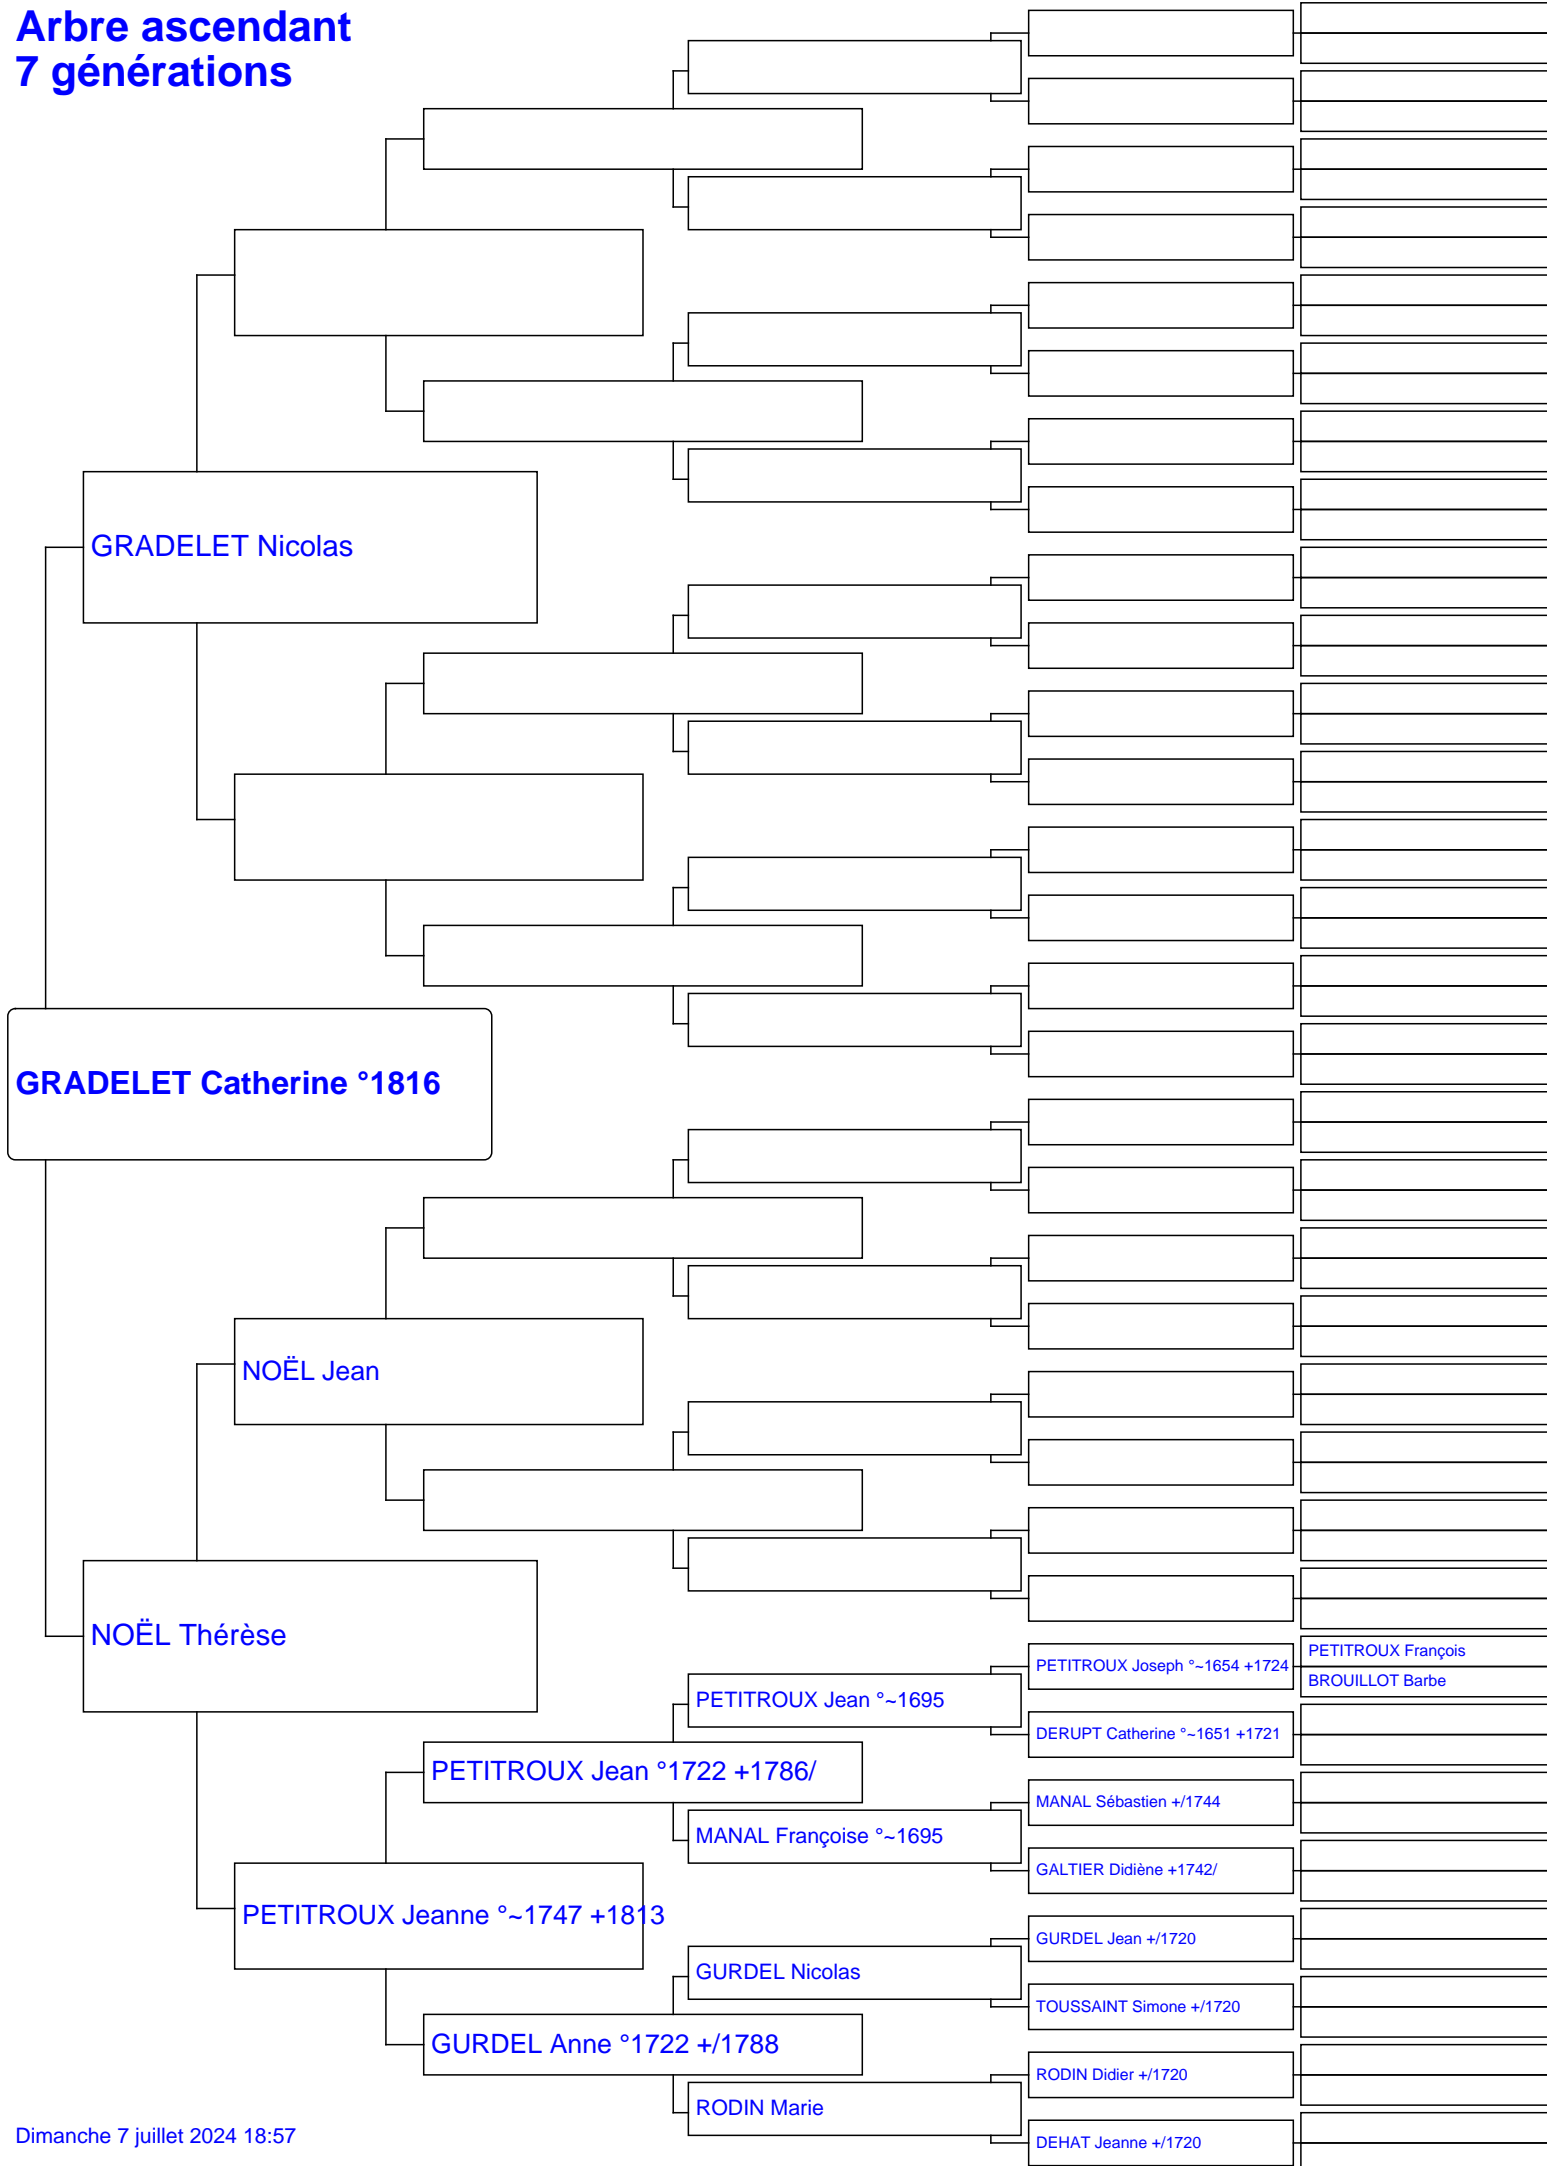 Arbre ascendant
7 générations
GRADELET Nicolas
GRADELET Catherine °1816
NOËL Jean
NOËL Thérèse
PETITROUX François
PETITROUX Joseph °~1654 +1724
BROUILLOT Barbe
PETITROUX Jean °~1695
DERUPT Catherine °~1651 +1721
PETITROUX Jean °1722 +1786/
MANAL Sébastien +/1744
MANAL Françoise °~1695
GALTIER Didiène +1742/
PETITROUX Jeanne °~1747 +1813
GURDEL Jean +/1720
GURDEL Nicolas
TOUSSAINT Simone +/1720
GURDEL Anne °1722 +/1788
RODIN Didier +/1720
RODIN Marie
DEHAT Jeanne +/1720
Dimanche 7 juillet 2024 18:57